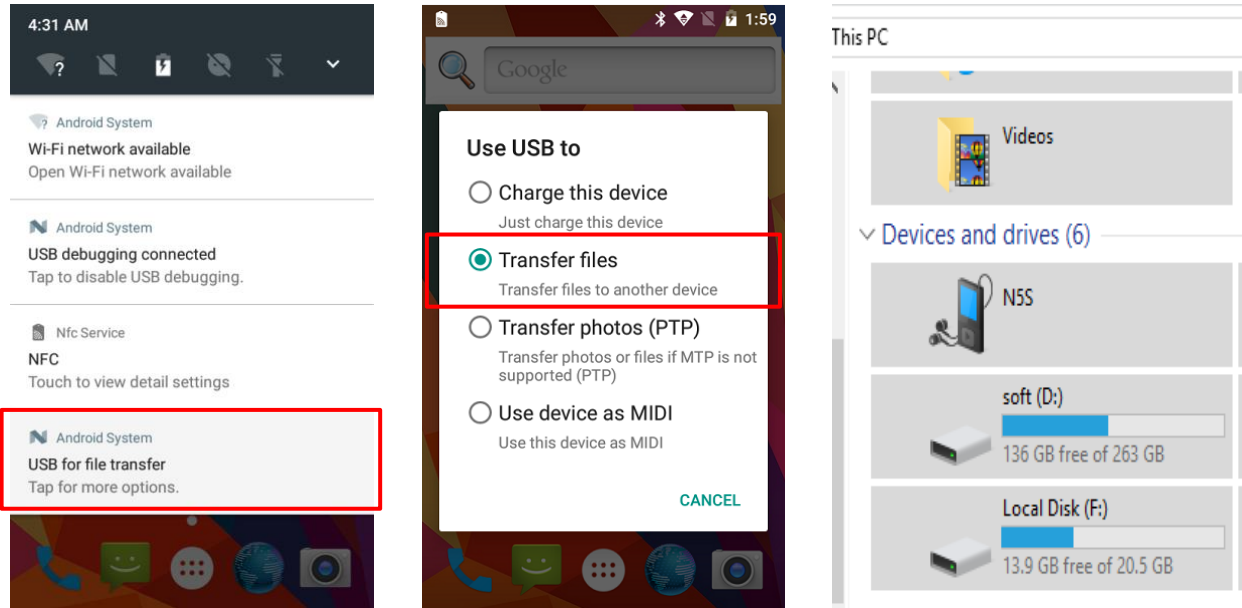 4:31 AM
?
? Android System
Wi-Fi network available
Open Wi-Fi network available
Android System
USB debugging connected
Tap to disable USB debugging.
Nfc Service
NFC
Touch to view detail settings
Android System
USB for file transfer
Tap for more options.
1:59
Google
Use USB to
Charge this device
Just charge this device
Transfer files
Transfer files to another device
Transfer photos (PTP)
Transfer photos or files if MTP is not
supported (PTP)
Use device as MIDI
Use this device as MIDI
CANCEL
This PC
Videos
Devices and drives (6)
N5S
soft (D:)
136 GB free of 263 GB
Local Disk (F:)
13.9 GB free of 20.5 GB